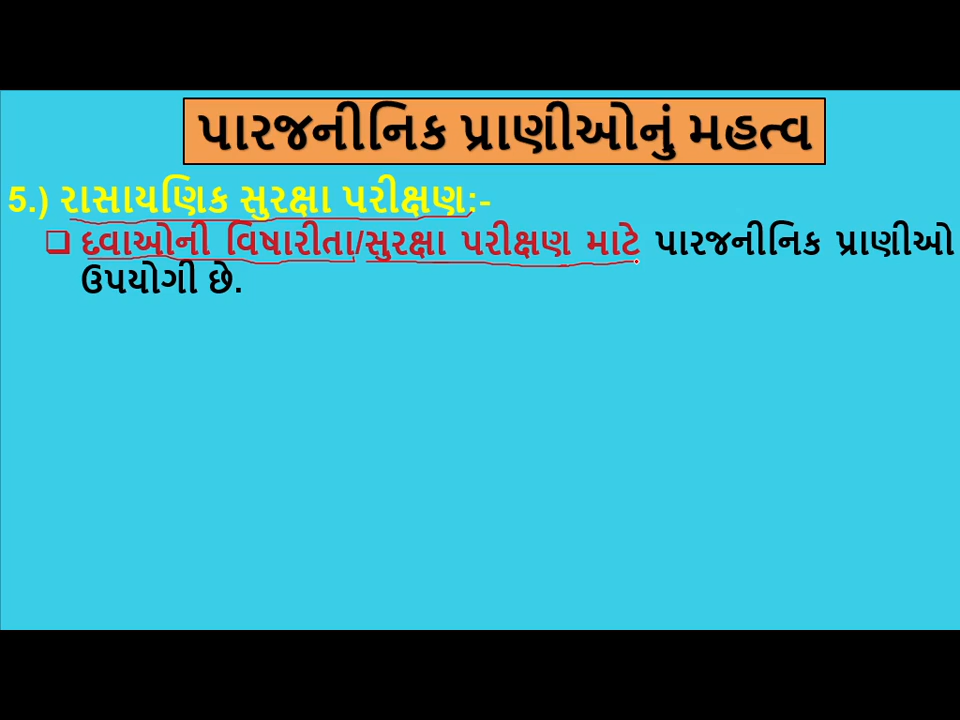 પારજનીનિક પ્રાણીઓનું મહત્વ
5.) રાસાયણિક સુરક્ષા પરીક્ષણ:-
❑ દવાઓની વિષારીતા/સુરક્ષા પરીક્ષણ માટે પારજનીનિક પ્રાણીઓ
ઉપયોગી છે.